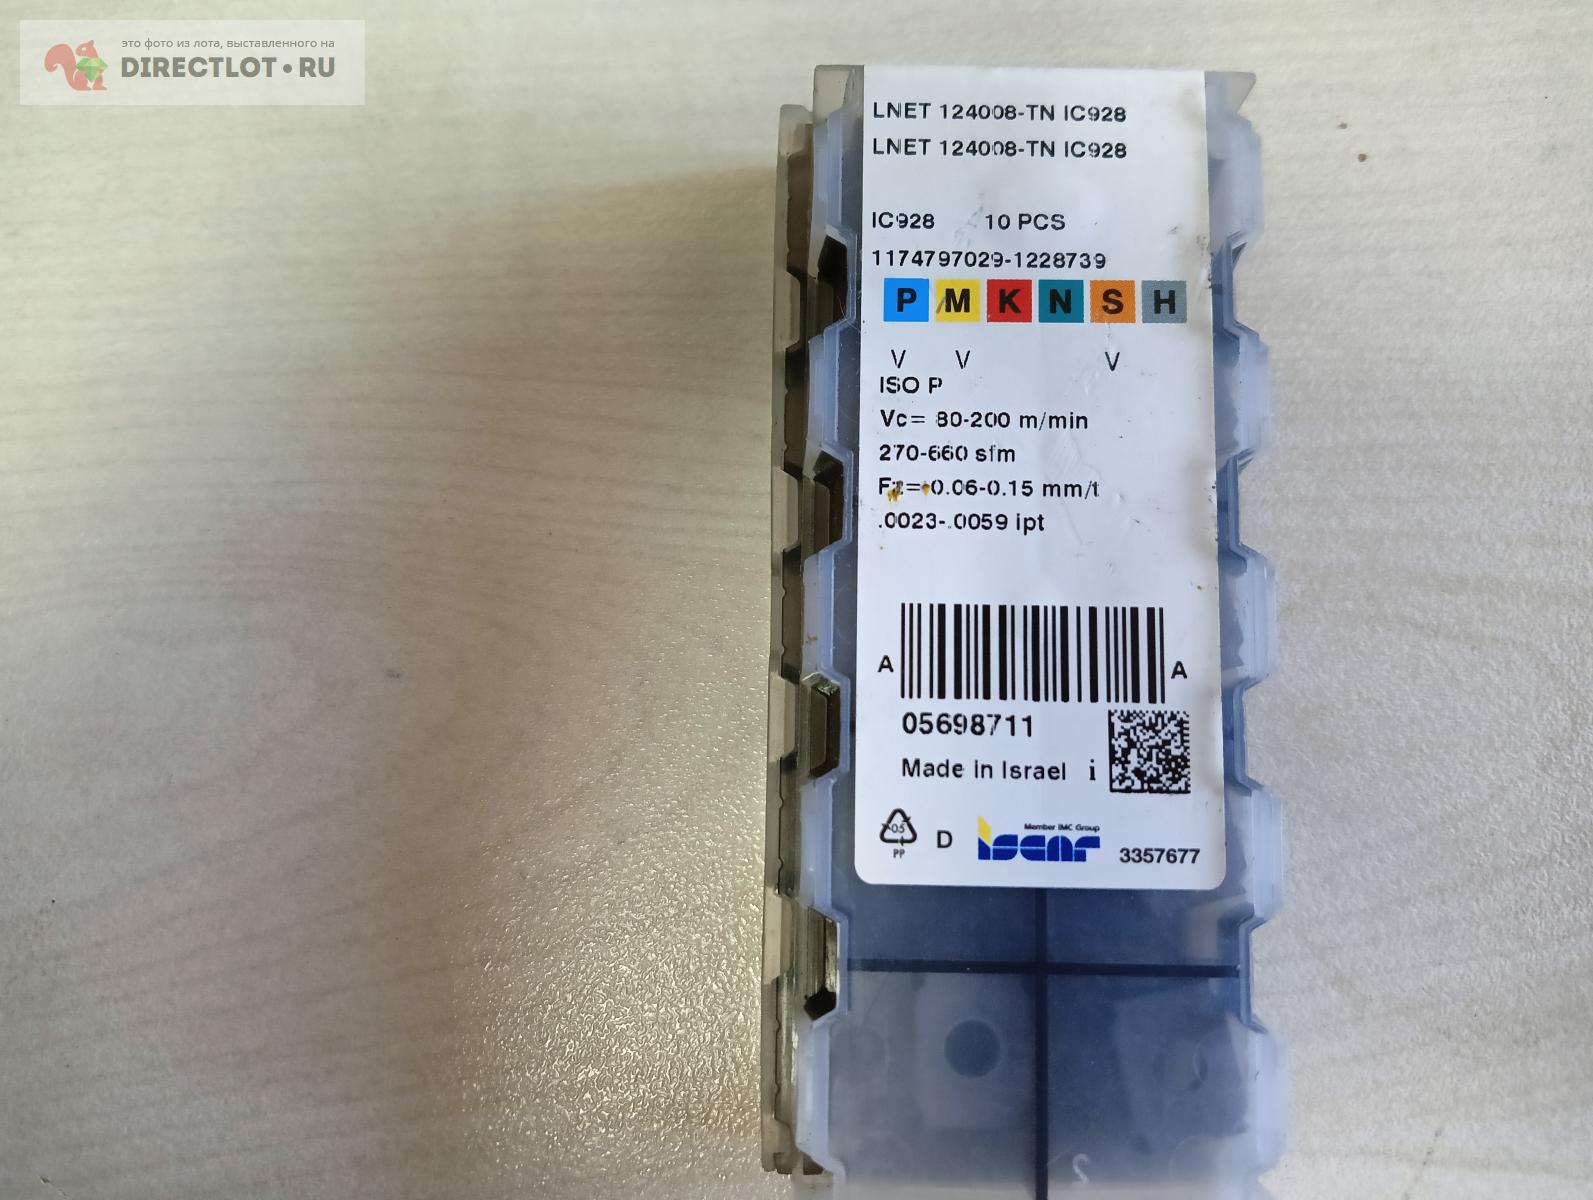 это фото из лота, выставленного на
DIRECTLOT•RU
LNET 124008-TN IC928
LNET 124008-TN IC928
IC928 10 PCS
1174797029-1228739
P M K N S H
V V V
ISO P
Vc= 80-200 m/min
270-660 sfm
Fz= 0.06-0.15 mm/t
.0023-.0059 ipt
A A
05698711
Made in Israel i
05
PP
D
Member IMC Group
iscar
3357677